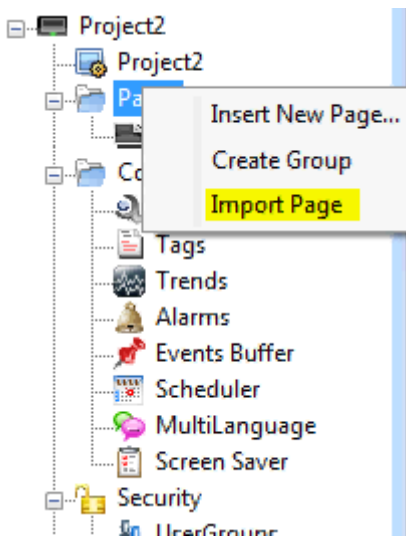 Project2
Project2
Insert New Page...
Create Group
Import Page
Tags
Trends
Alarms
Events Buffer
Scheduler
MultiLanguage
Screen Saver
Security
UserGroups